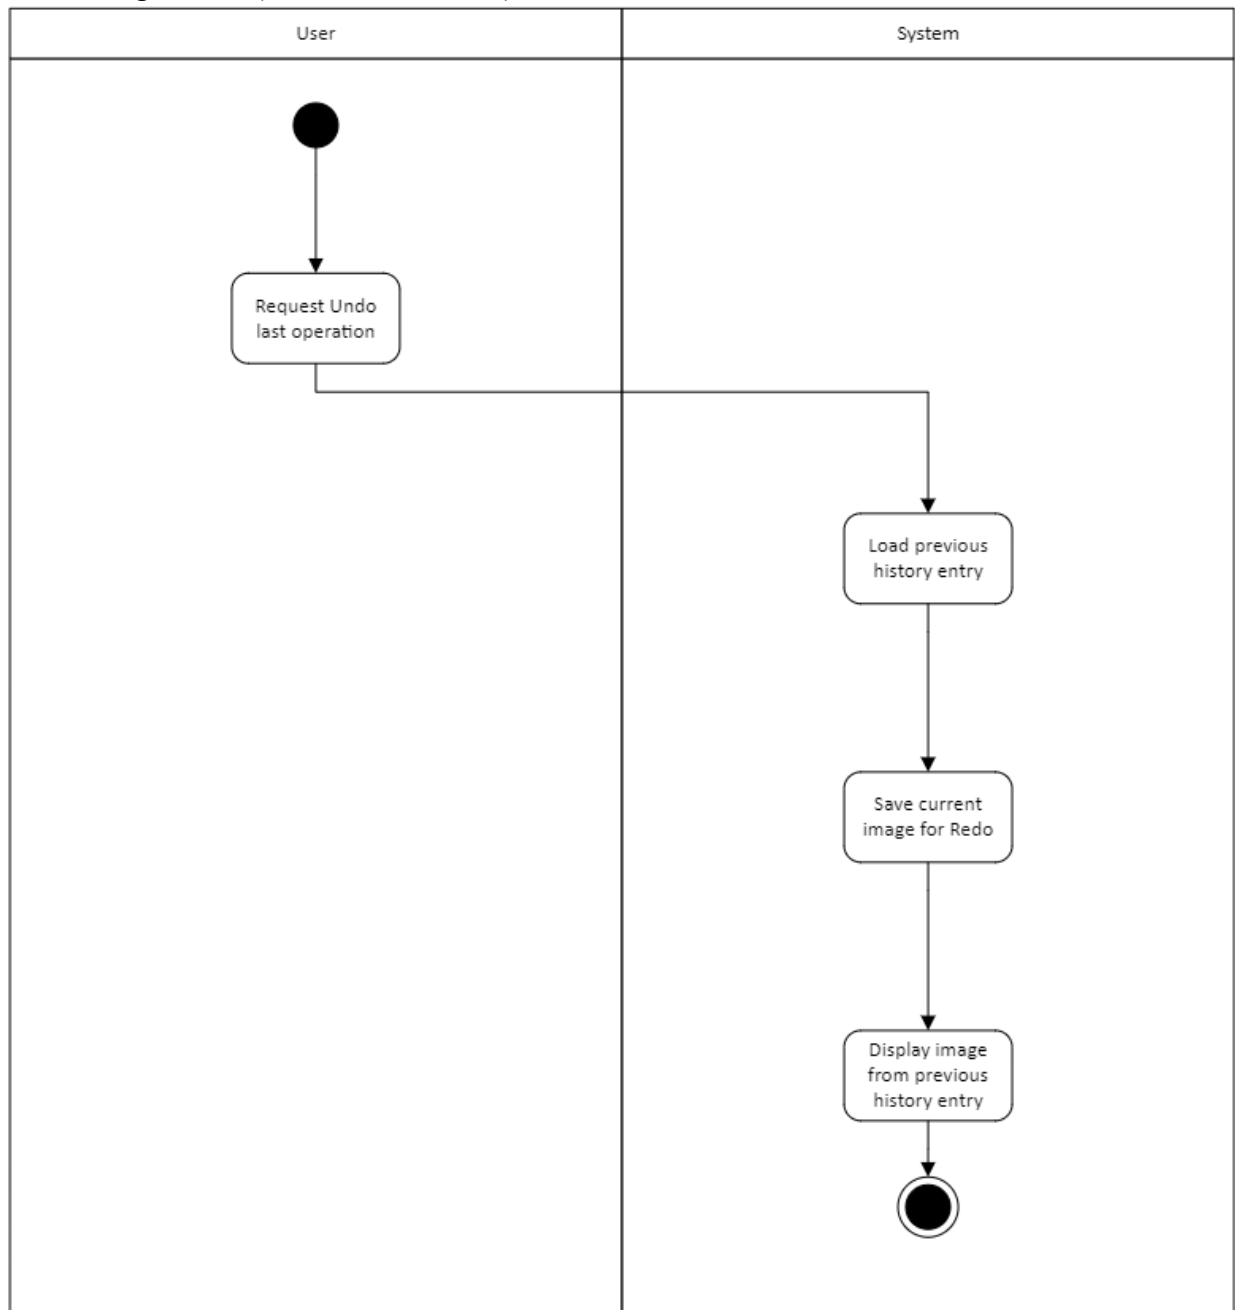 User
System
Request Undo
last operation
Load previous
history entry
Save current
image for Redo
Display image
from previous
history entry